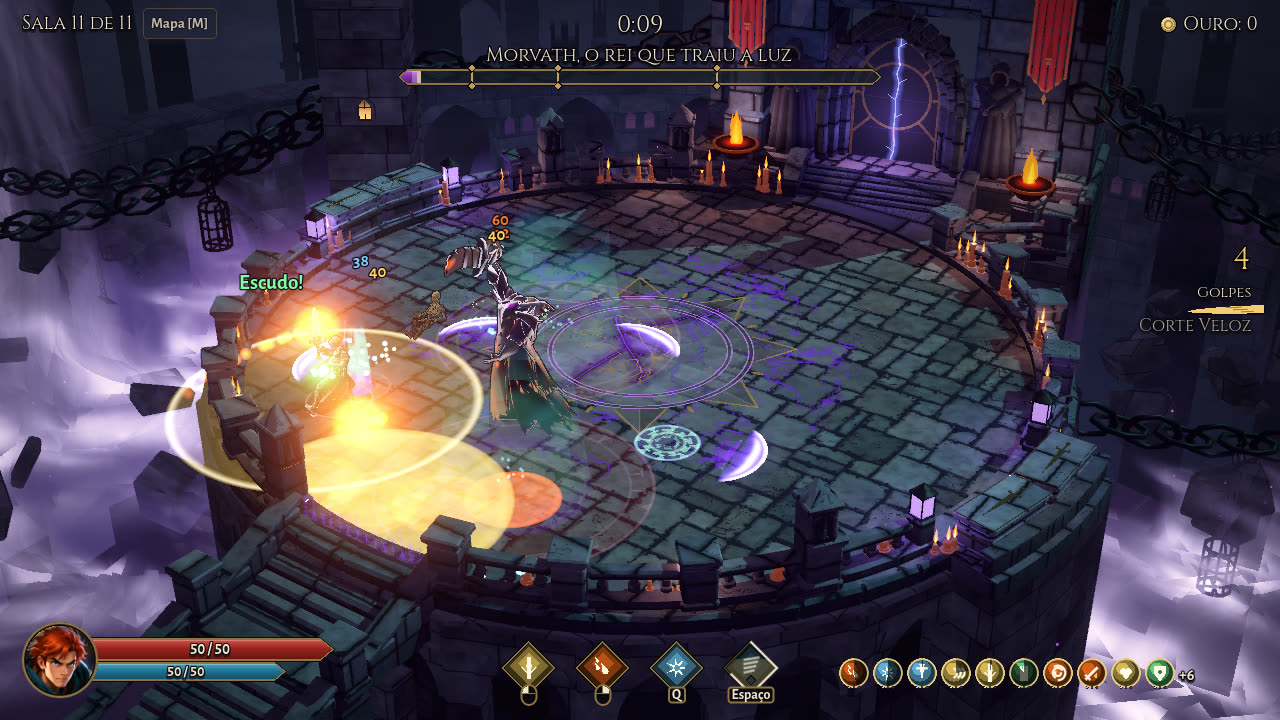 SALA 11 DE 11
Mapa [M]
0:09
OURO: 0
MORVATH, O REI QUE TRAIU A LUZ
60
40
38
40
Escudo!
4
GOLPES
CORTE VELOZ
50/50
50/50
Q
Espaço
+6